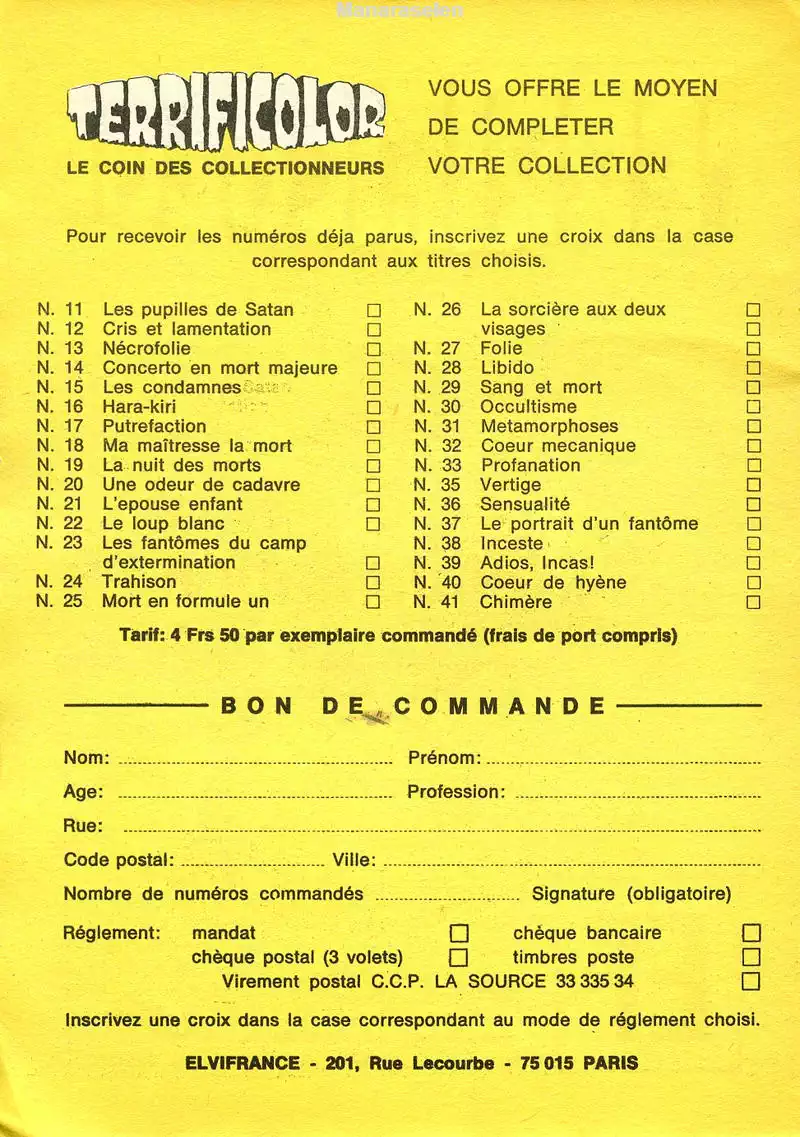 Manaraselen
TERRIFICOLOR
LE COIN DES COLLECTIONNEURS
VOUS OFFRE LE MOYEN
DE COMPLETER
VOTRE COLLECTION
Pour recevoir les numéros déja parus, inscrivez une croix dans la case
correspondant aux titres choisis.
N. 11 Les pupilles de Satan
N. 12 Cris et lamentation
N. 13 Nécrofolie
N. 14 Concerto en mort majeure
N. 15 Les condamnes
N. 16 Hara-kiri
N. 17 Putrefaction
N. 18 Ma maîtresse la mort
N. 19 La nuit des morts
N. 20 Une odeur de cadavre
N. 21 L'epouse enfant
N. 22 Le loup blanc
N. 23 Les fantômes du camp
d'extermination
N. 24 Trahison
N. 25 Mort en formule un
N. 26 La sorcière aux deux
visages
N. 27 Folie
N. 28 Libido
N. 29 Sang et mort
N. 30 Occultisme
N. 31 Metamorphoses
N. 32 Coeur mecanique
N. 33 Profanation
N. 35 Vertige
N. 36 Sensualité
N. 37 Le portrait d'un fantôme
N. 38 Inceste
N. 39 Adios, Incas!
N. 40 Coeur de hyène
N. 41 Chimère
Tarif: 4 Frs 50 par exemplaire commandé (frais de port compris)
BON DE COMMANDE
Nom: Prénom:
Age: Profession:
Rue:
Code postal: Ville:
Nombre de numéros commandés Signature (obligatoire)
Réglement: mandat chèque bancaire
chèque postal (3 volets) timbres poste
Virement postal C.C.P. LA SOURCE 33 335 34
Inscrivez une croix dans la case correspondant au mode de réglement choisi.
ELVIFRANCE - 201, Rue Lecourbe - 75 015 PARIS